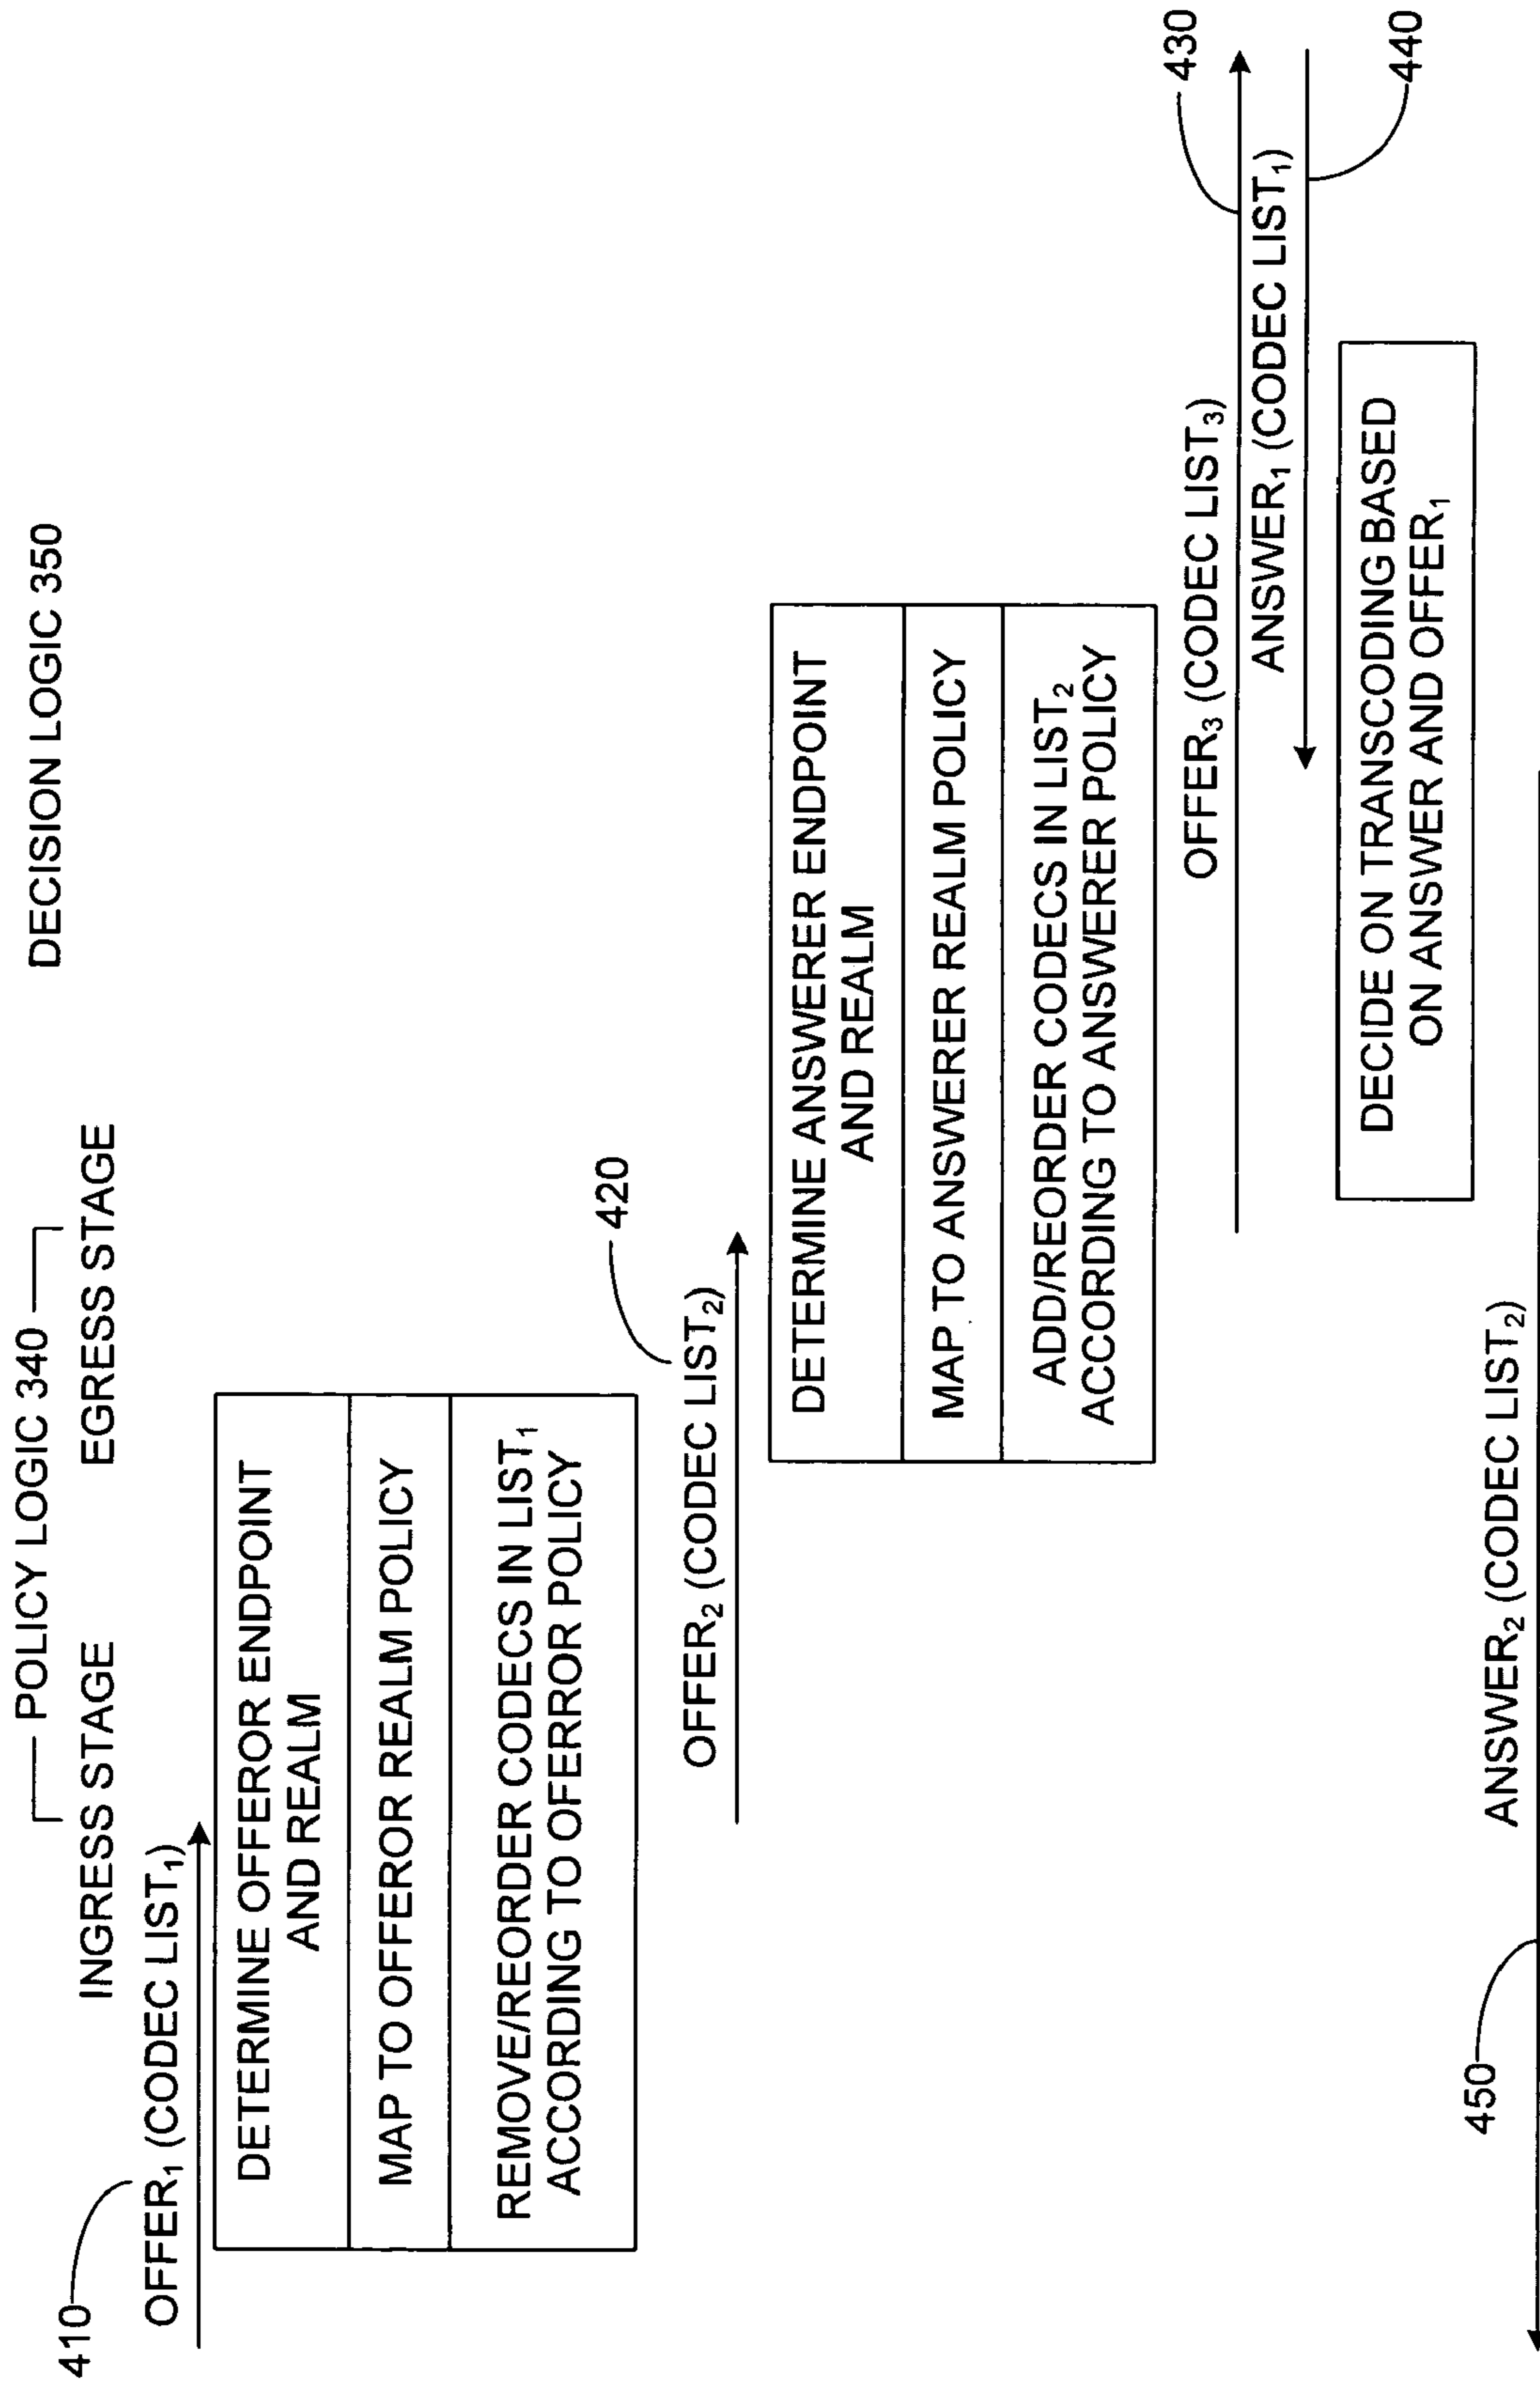 POLICY LOGIC 340
DECISION LOGIC 350
INGRESS STAGE
EGRESS STAGE
410
OFFER₁ (CODEC LIST₁)
DETERMINE OFFEROR ENDPOINT
AND REALM
MAP TO OFFEROR REALM POLICY
REMOVE/REORDER CODECS IN LIST₁
ACCORDING TO OFERROR POLICY
420
OFFER₂ (CODEC LIST₂)
DETERMINE ANSWERER ENDPOINT
AND REALM
MAP TO ANSWERER REALM POLICY
ADD/REORDER CODECS IN LIST₂
ACCORDING TO ANSWERER POLICY
430
OFFER₃ (CODEC LIST₃)
ANSWER₁ (CODEC LIST₁)
440
DECIDE ON TRANSCODING BASED
ON ANSWER AND OFFER₁
450
ANSWER₂ (CODEC LIST₂)